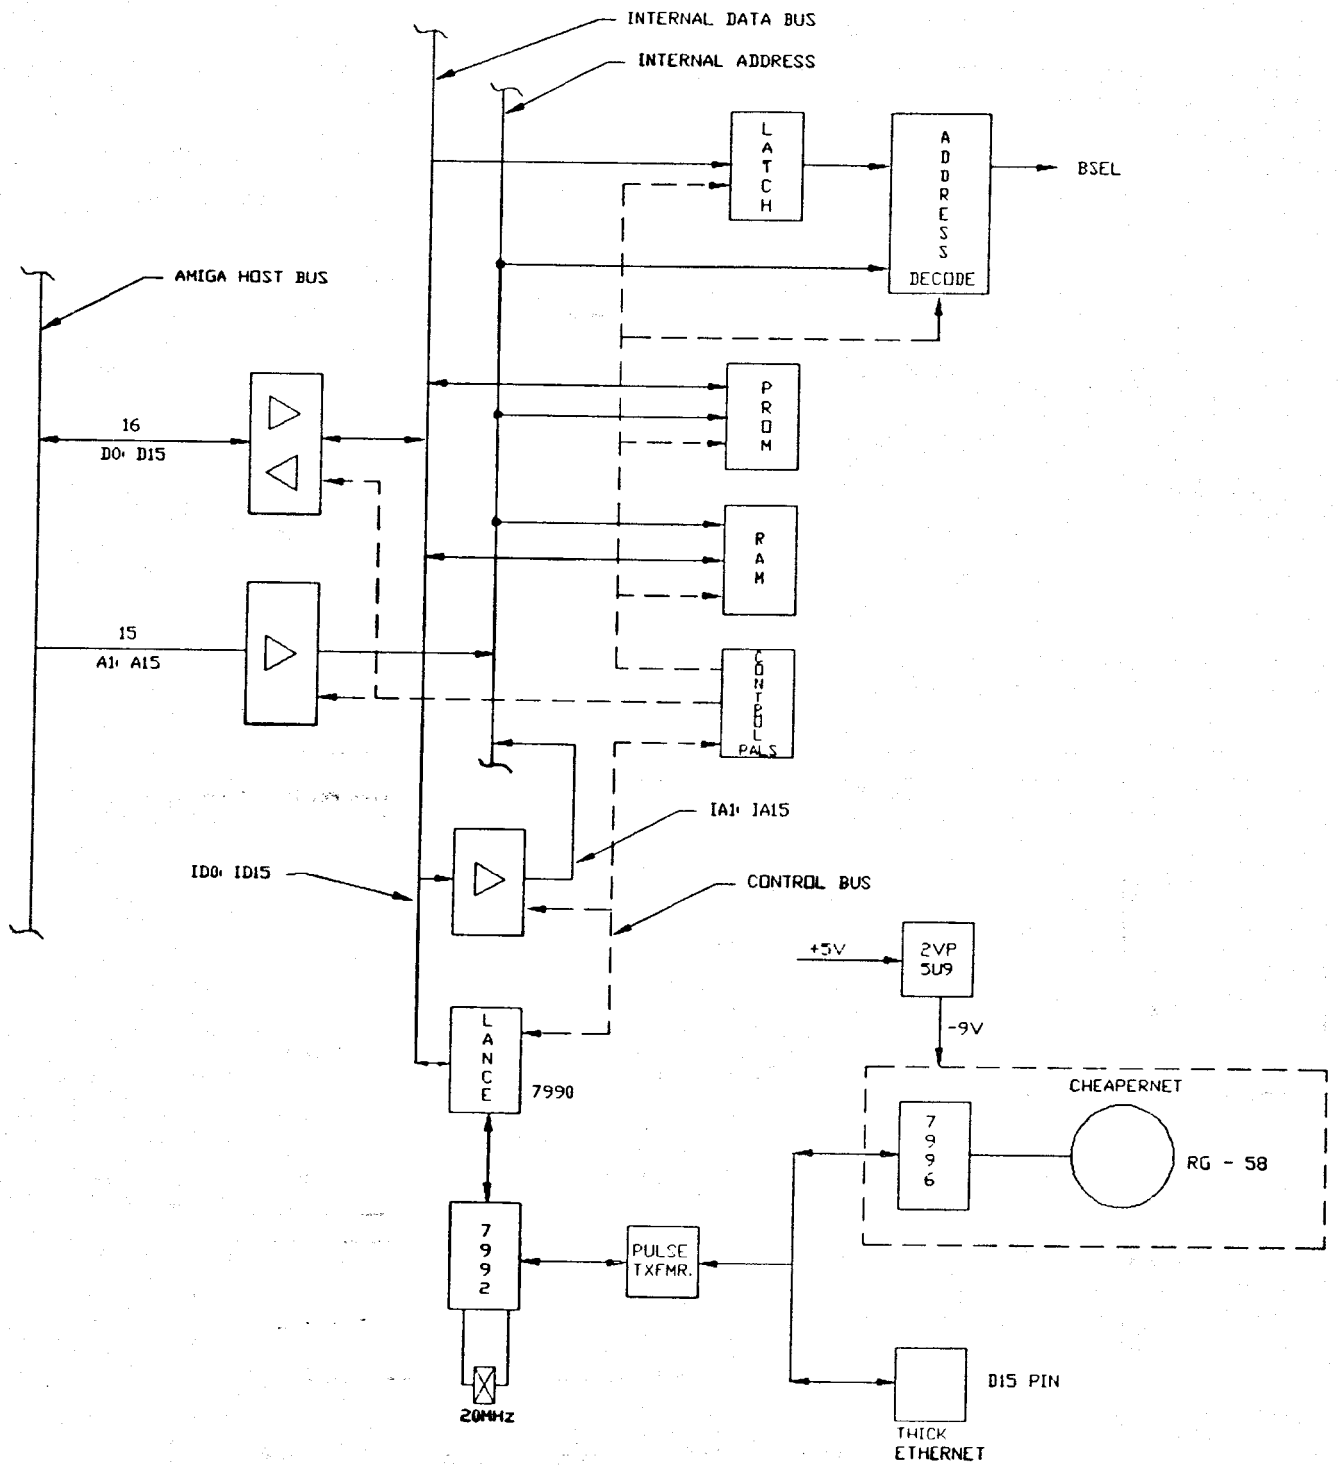 INTERNAL DATA BUS
INTERNAL ADDRESS
LATCH
ADDRESS
DECODE
BSEL
AMIGA HOST BUS
16
D0: D15
PROM
RAM
15
A1: A15
CONTROL
PALS
IA1: IA15
ID0: ID15
CONTROL BUS
+5V
2VP
5U9
-9V
LANCE
7990
CHEAPERNET
7996
RG - 58
7992
PULSE
TXFMR.
20MHz
D15 PIN
THICK
ETHERNET